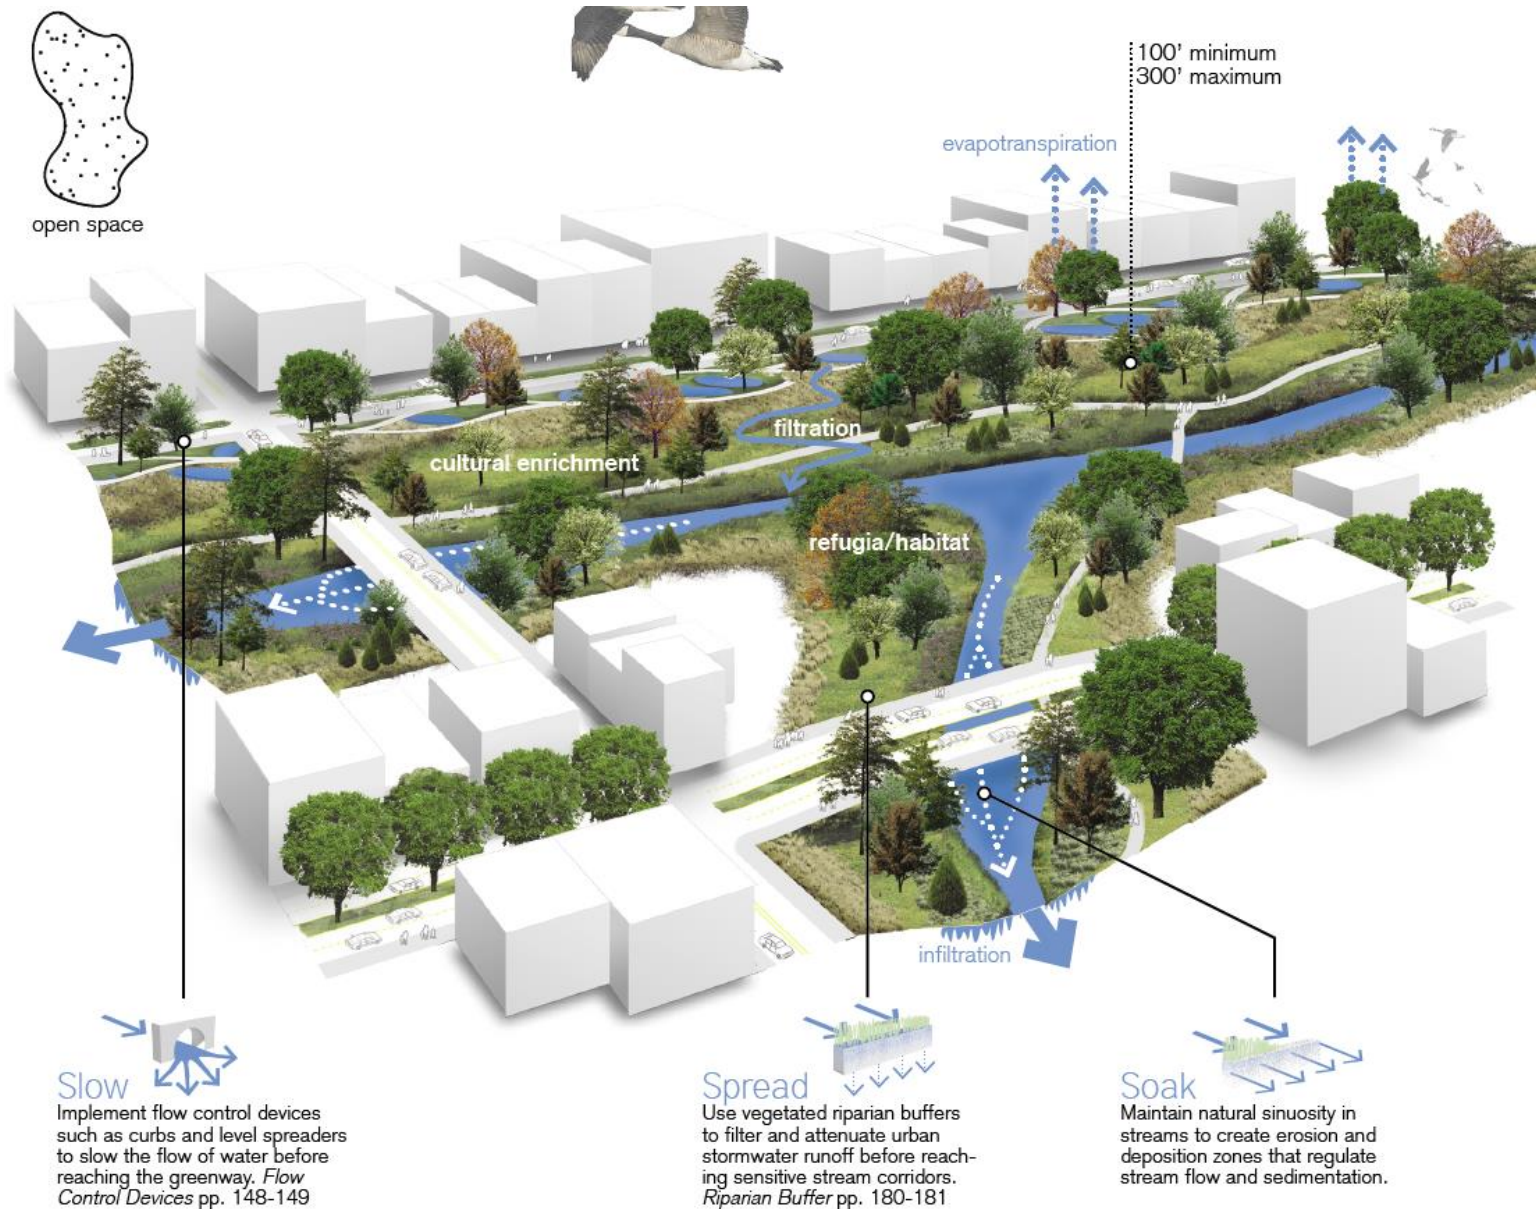 100’ minimum
300’ maximum
evapotranspiration
open space
filtration
cultural enrichment
refugia/habitat
infiltration
Slow
Implement flow control devices
such as curbs and level spreaders
to slow the flow of water before
reaching the greenway. Flow
Control Devices pp. 148-149
Spread
Use vegetated riparian buffers
to filter and attenuate urban
stormwater runoff before reach-
ing sensitive stream corridors.
Riparian Buffer pp. 180-181
Soak
Maintain natural sinuosity in
streams to create erosion and
deposition zones that regulate
stream flow and sedimentation.